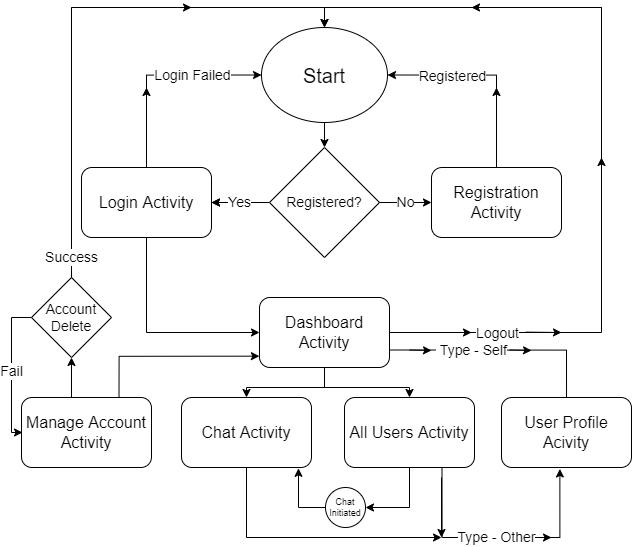 Start
Login Failed
Registered
Login Activity
Yes
Registered?
No
Registration
Activity
Success
Account
Delete
Dashboard
Activity
Logout
Type - Self
Fail
Manage Account
Activity
Chat Activity
All Users Activity
User Profile
Acivity
Chat
Initiated
Type - Other